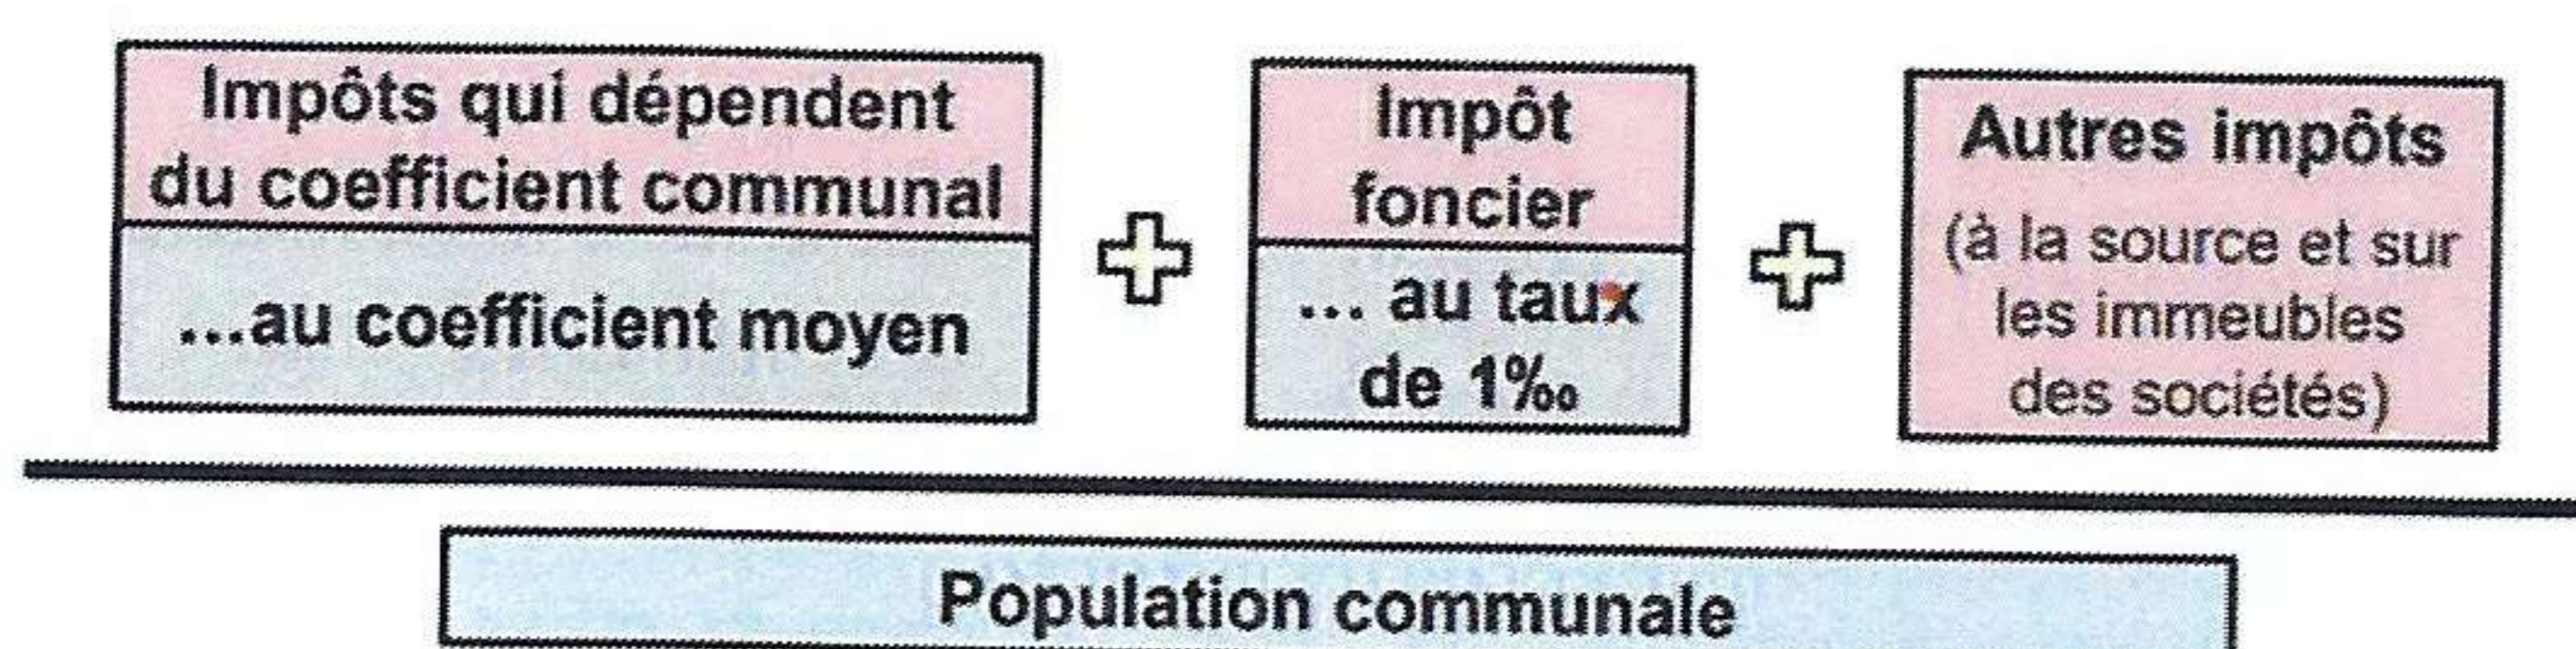 Impôts qui dépendent
du coefficient communal
...au coefficient moyen
Impôt
foncier
... au taux
de 1‰
Autres impôts
(à la source et sur
les immeubles
des sociétés)
Population communale